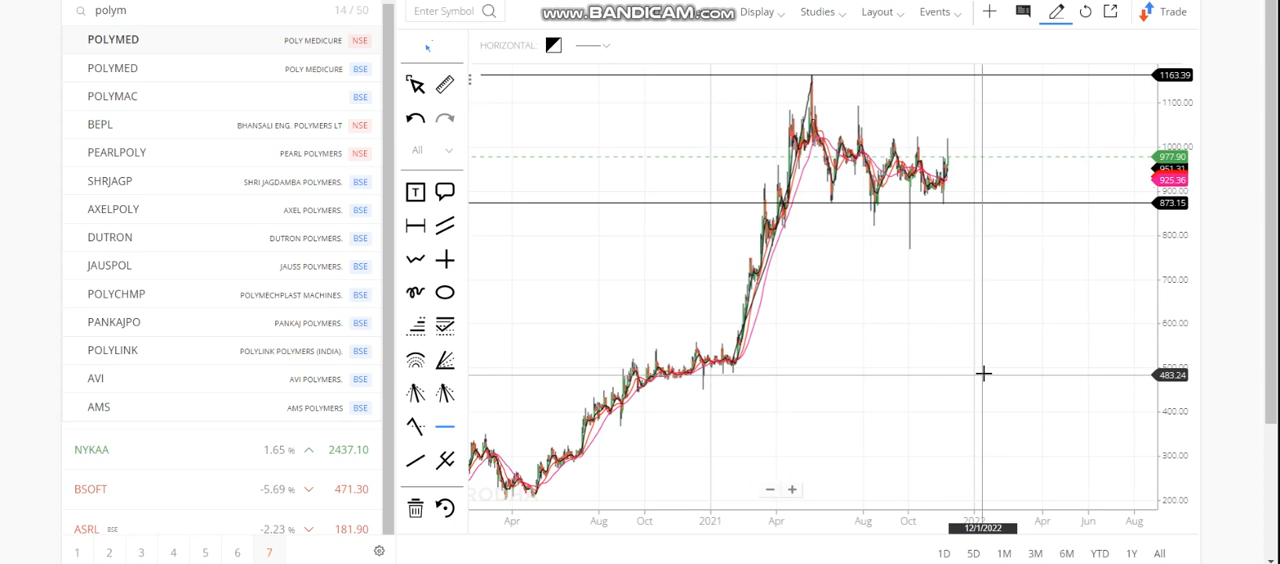 polym 14 / 50
POLYMED POLY MEDICURE NSE
POLYMED POLY MEDICURE BSE
POLYMAC BSE
BEPL BHANSALI ENG. POLYMERS LT NSE
PEARLPOLY PEARL POLYMERS NSE
SHRJAGP SHRI JAGDAMBA POLYMERS. BSE
AXELPOLY AXEL POLYMERS. BSE
DUTRON DUTRON POLYMERS. BSE
JAUSPOL JAUSS POLYMERS. BSE
POLYCHMP POLYMECHPLAST MACHINES. BSE
PANKAJPO PANKAJ POLYMERS. BSE
POLYLINK POLYLINK POLYMERS (INDIA). BSE
AVI AVI POLYMERS. BSE
AMS AMS POLYMERS BSE
NYKAA 1.65 % 2437.10
BSOFT -5.69 % 471.30
ASRL BSE -2.23 % 181.90
1 2 3 4 5 6 7
Enter Symbol
www.BANDICAM.com
Display Studies Layout Events Trade
HORIZONTAL:
All
T
1163.39
1100.00
1000.00
977.90
925.36
900.00
873.15
800.00
700.00
600.00
483.24
400.00
300.00
200.00
Apr Aug Oct 2021 Apr Aug Oct 2022 Apr Jun Aug
12/1/2022
1D 5D 1M 3M 6M YTD 1Y All